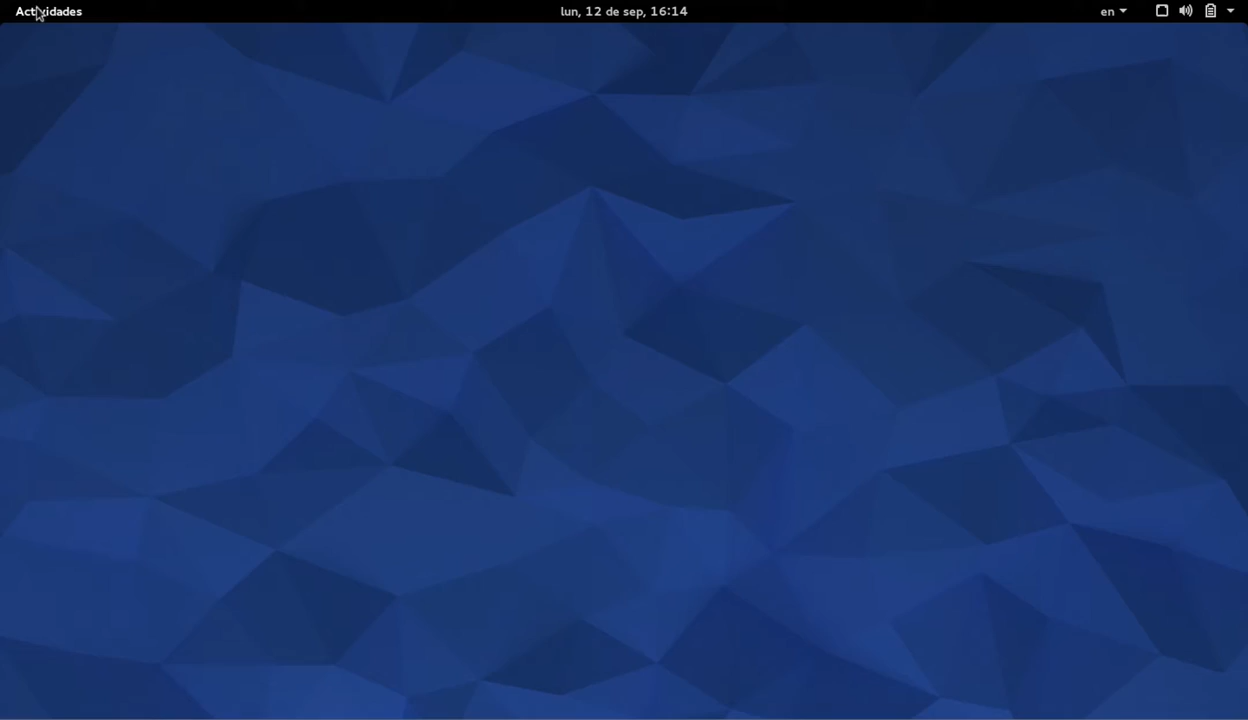 Actividades
lun, 12 de sep, 16:14
en